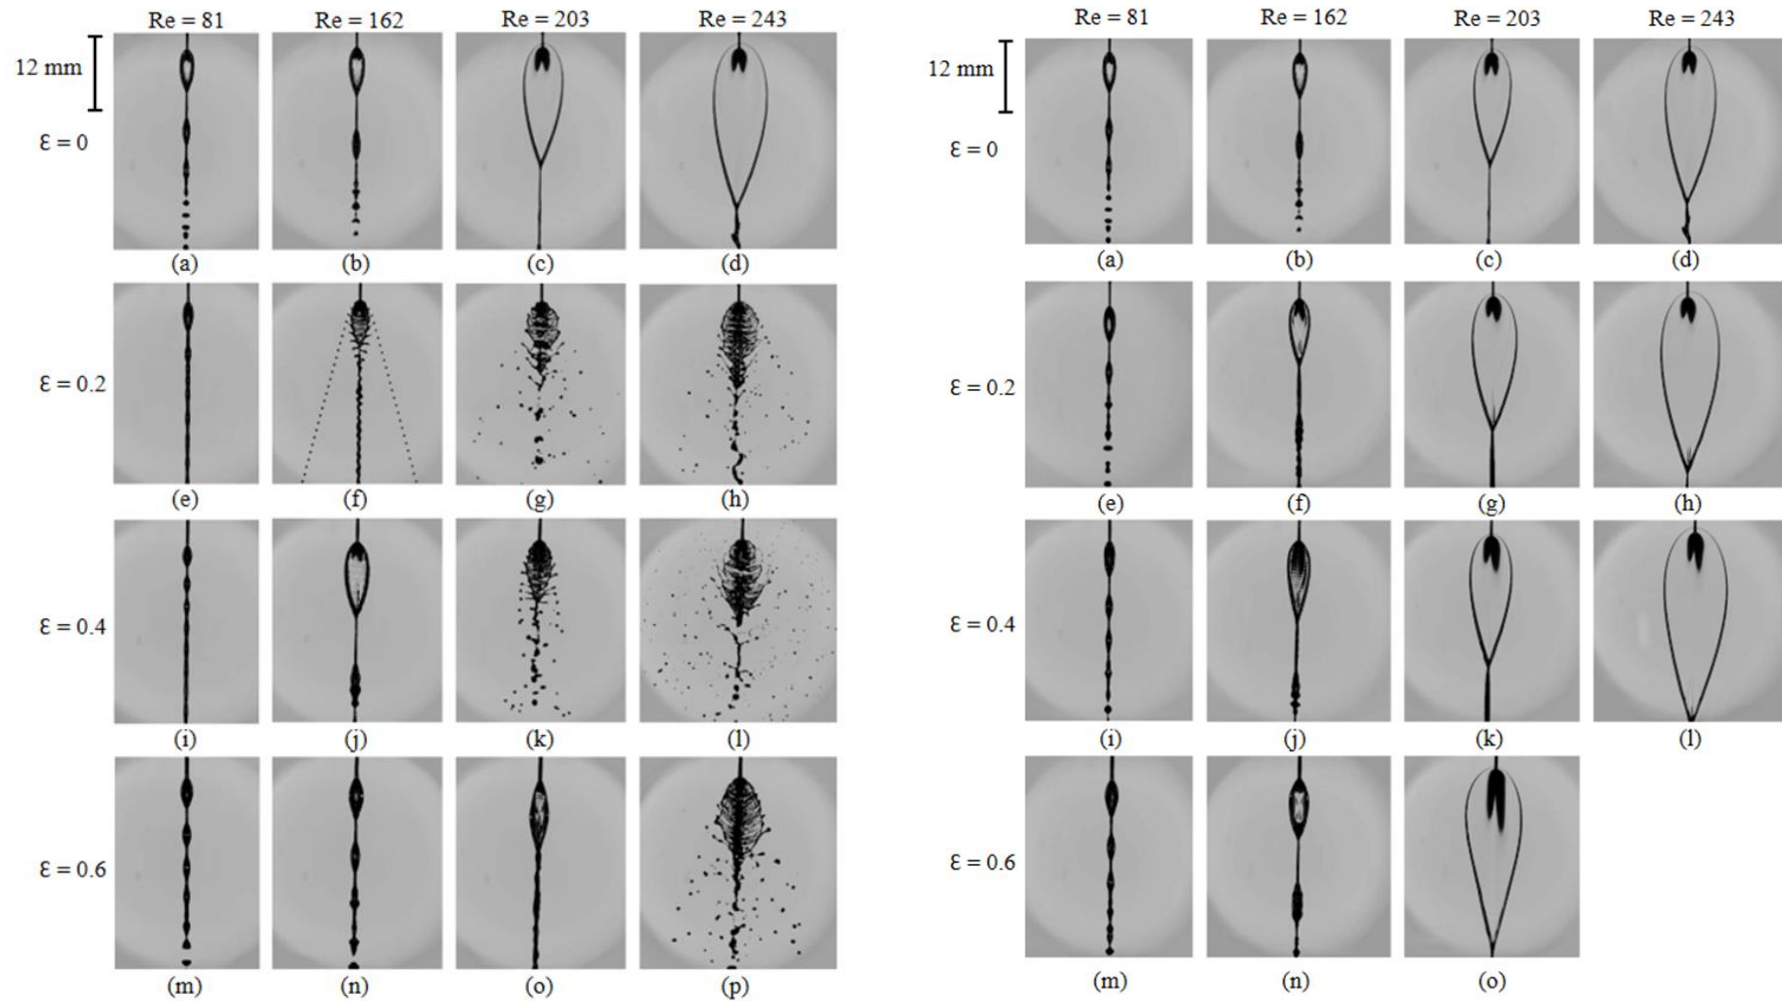 Re = 81 Re = 162 Re = 203 Re = 243
12 mm
Ɛ = 0
(a) (b) (c) (d)
Ɛ = 0.2
(e) (f) (g) (h)
Ɛ = 0.4
(i) (j) (k) (l)
Ɛ = 0.6
(m) (n) (o) (p)
Re = 81 Re = 162 Re = 203 Re = 243
12 mm
Ɛ = 0
(a) (b) (c) (d)
Ɛ = 0.2
(e) (f) (g) (h)
Ɛ = 0.4
(i) (j) (k) (l)
Ɛ = 0.6
(m) (n) (o)